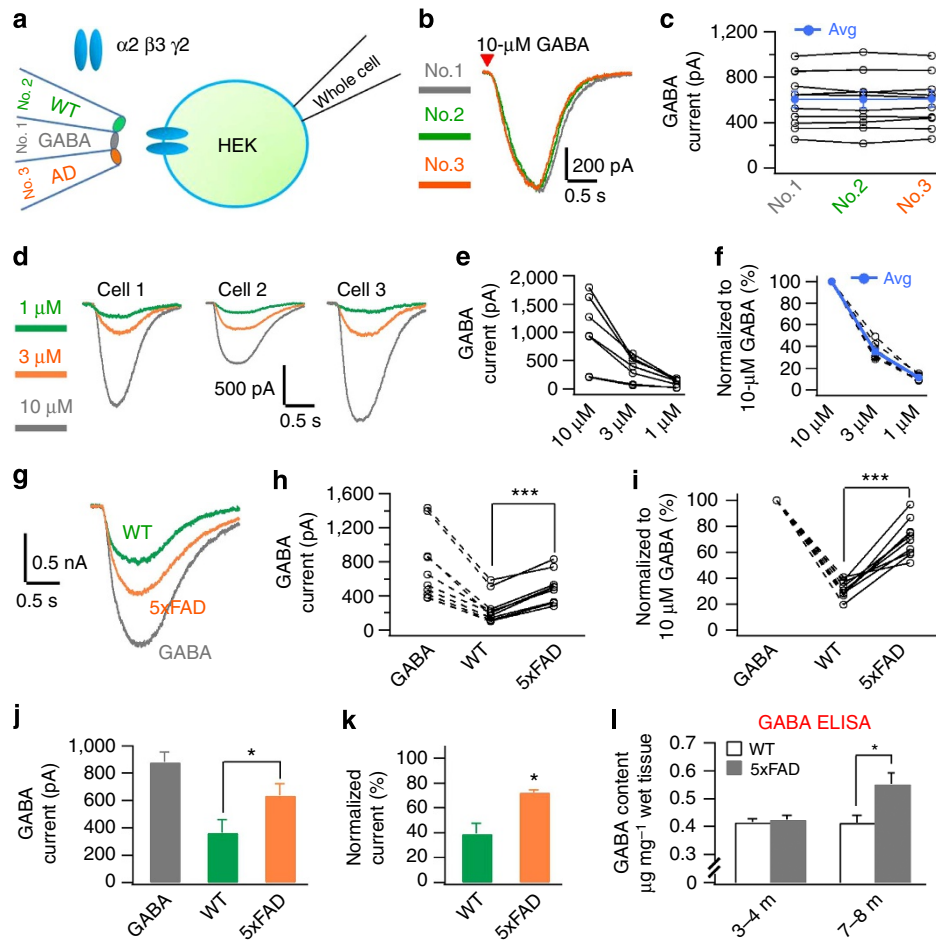 a
α2 β3 γ2
No.2
WT
No.1
GABA
No.3
AD
HEK
Whole cell
b
10-μM GABA
No.1
No.2
No.3
200 pA
0.5 s
c
Avg
GABA
current (pA)
1,200
800
400
0
No.1
No.2
No.3
d
1 μM
3 μM
10 μM
Cell 1
Cell 2
Cell 3
500 pA
0.5 s
e
GABA
current (pA)
2,000
1,500
1,000
500
0
10 μM
3 μM
1 μM
f
Avg
Normalized to
10-μM GABA (%)
100
80
60
40
20
0
10 μM
3 μM
1 μM
g
WT
5xFAD
GABA
0.5 nA
0.5 s
h
GABA
current (pA)
1,600
1,200
800
400
0
***
GABA
WT
5xFAD
i
Normalized to
10 μM GABA (%)
100
80
60
40
20
0
***
GABA
WT
5xFAD
j
GABA
current (pA)
1,000
800
600
400
200
0
*
GABA
WT
5xFAD
k
Normalized
current (%)
100
80
60
40
20
0
*
WT
5xFAD
l
GABA ELISA
GABA content
μg mg⁻¹ wet tissue
0.7
0.6
0.5
0.4
0.3
0
WT
5xFAD
*
3–4 m
7–8 m